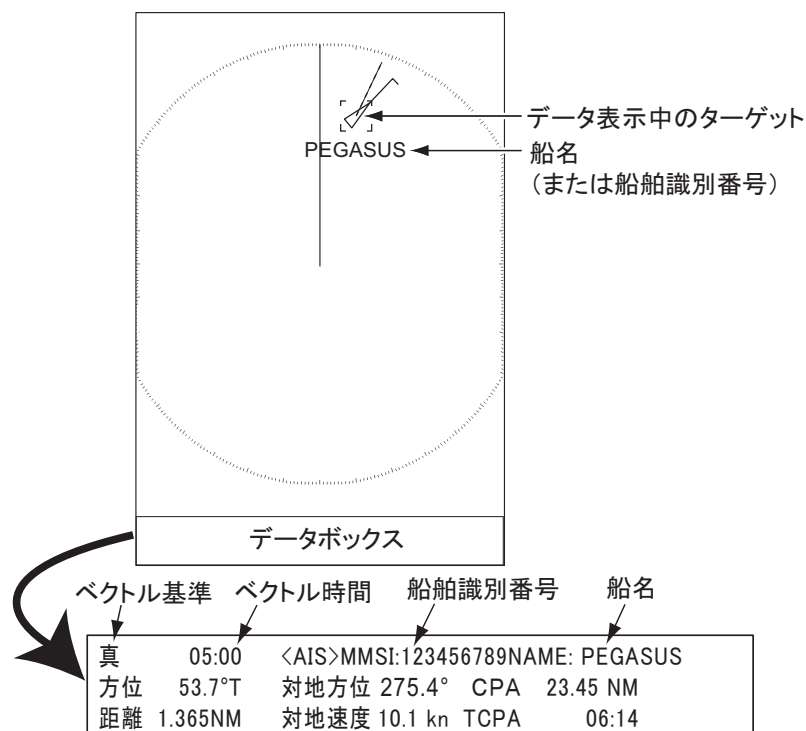 データ表示中のターゲット
PEGASUS
船名
(または船舶識別番号)
データボックス
ベクトル基準 ベクトル時間 船舶識別番号 船名
真 05:00 <AIS>MMSI:123456789NAME: PEGASUS
方位 53.7°T 対地方位 275.4° CPA 23.45 NM
距離 1.365NM 対地速度 10.1 kn TCPA 06:14